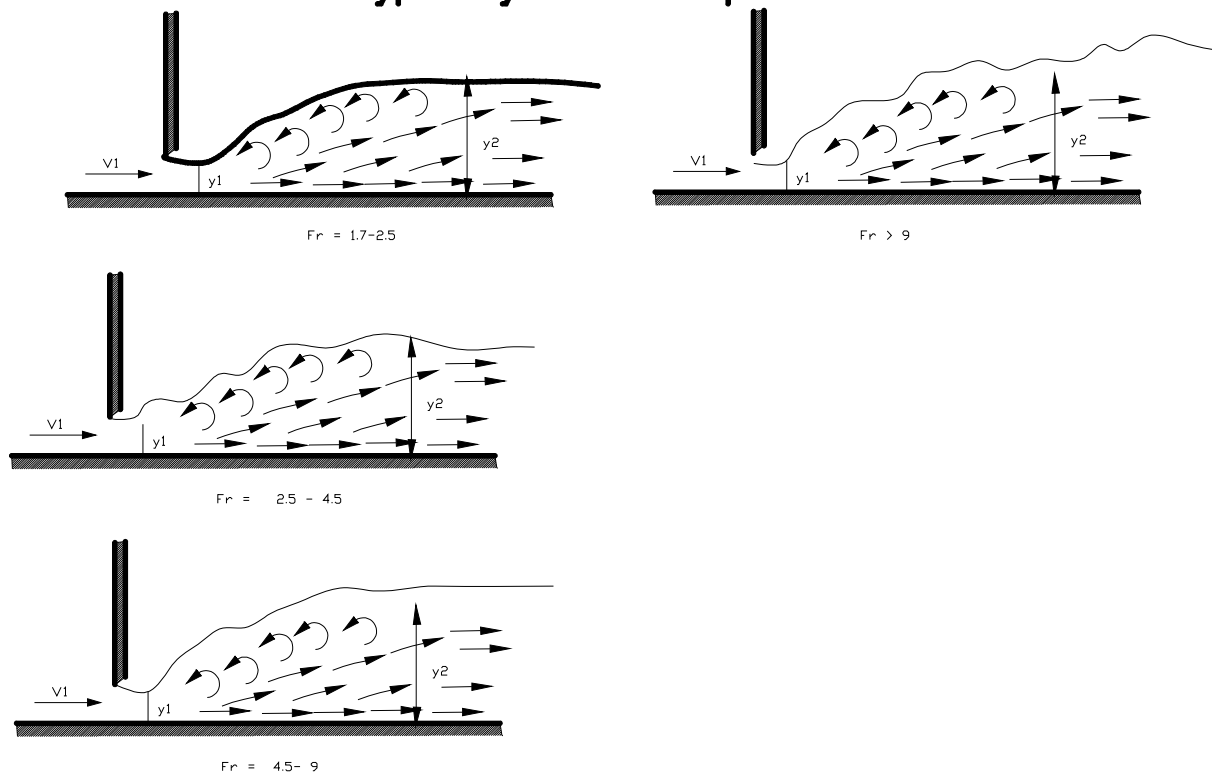 V1
y1
y2
Fr = 1.7-2.5
V1
y1
y2
Fr > 9
V1
y1
y2
Fr = 2.5 - 4.5
V1
y1
y2
Fr = 4.5- 9